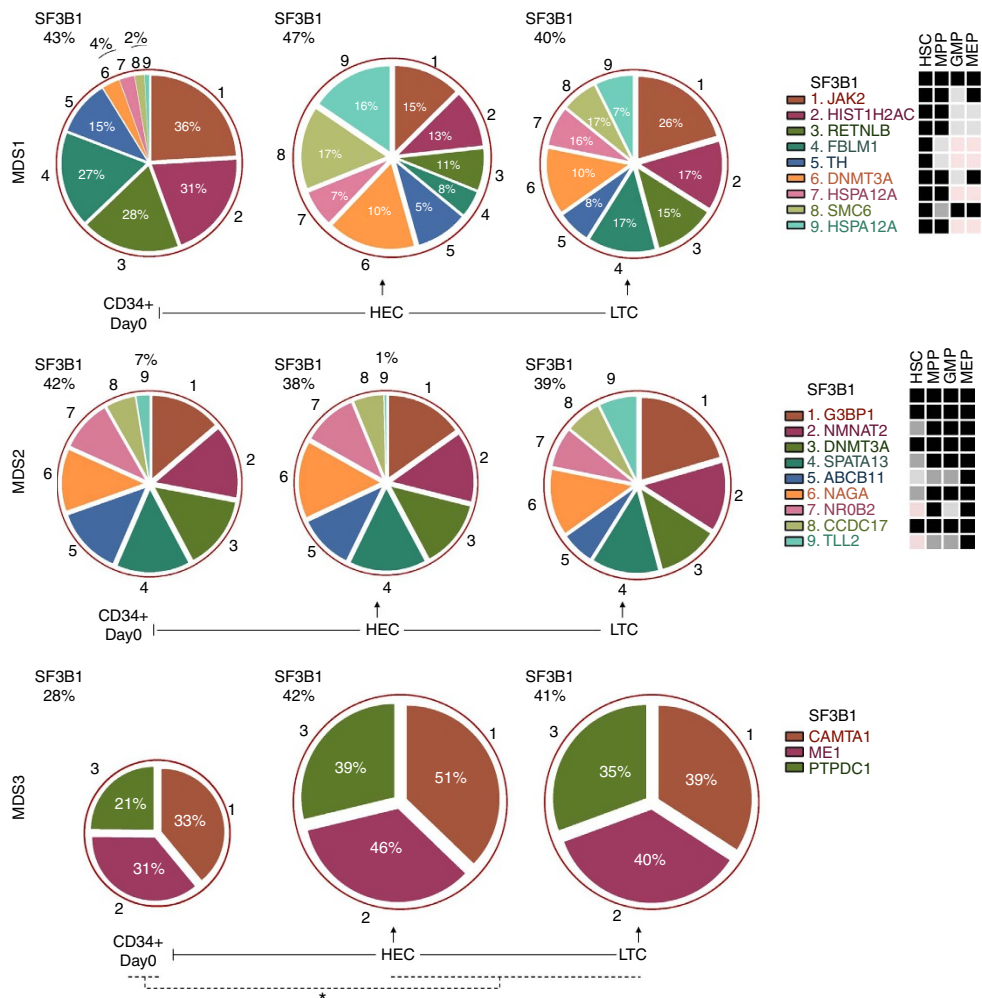 SF3B1
43%
4%
2%
1
2
3
4
5
6
7
8
9
36%
31%
28%
27%
15%
SF3B1
47%
1
2
3
4
5
6
7
8
9
15%
13%
11%
8%
5%
10%
7%
17%
16%
SF3B1
40%
1
2
3
4
5
6
7
8
9
26%
17%
15%
17%
8%
10%
16%
17%
7%
MDS1
HSC
MPP
GMP
MEP
SF3B1
1. JAK2
2. HIST1H2AC
3. RETNLB
4. FBLM1
5. TH
6. DNMT3A
7. HSPA12A
8. SMC6
9. HSPA12A
CD34+
Day0
HEC
LTC
SF3B1
42%
7%
1
2
3
4
5
6
7
8
9
SF3B1
38%
1%
1
2
3
4
5
6
7
8
9
SF3B1
39%
1
2
3
4
5
6
7
8
9
MDS2
HSC
MPP
GMP
MEP
SF3B1
1. G3BP1
2. NMNAT2
3. DNMT3A
4. SPATA13
5. ABCB11
6. NAGA
7. NR0B2
8. CCDC17
9. TLL2
CD34+
Day0
HEC
LTC
SF3B1
28%
1
2
3
33%
31%
21%
SF3B1
42%
1
2
3
51%
46%
39%
SF3B1
41%
1
2
3
39%
40%
35%
MDS3
SF3B1
CAMTA1
ME1
PTPDC1
CD34+
Day0
HEC
LTC
*